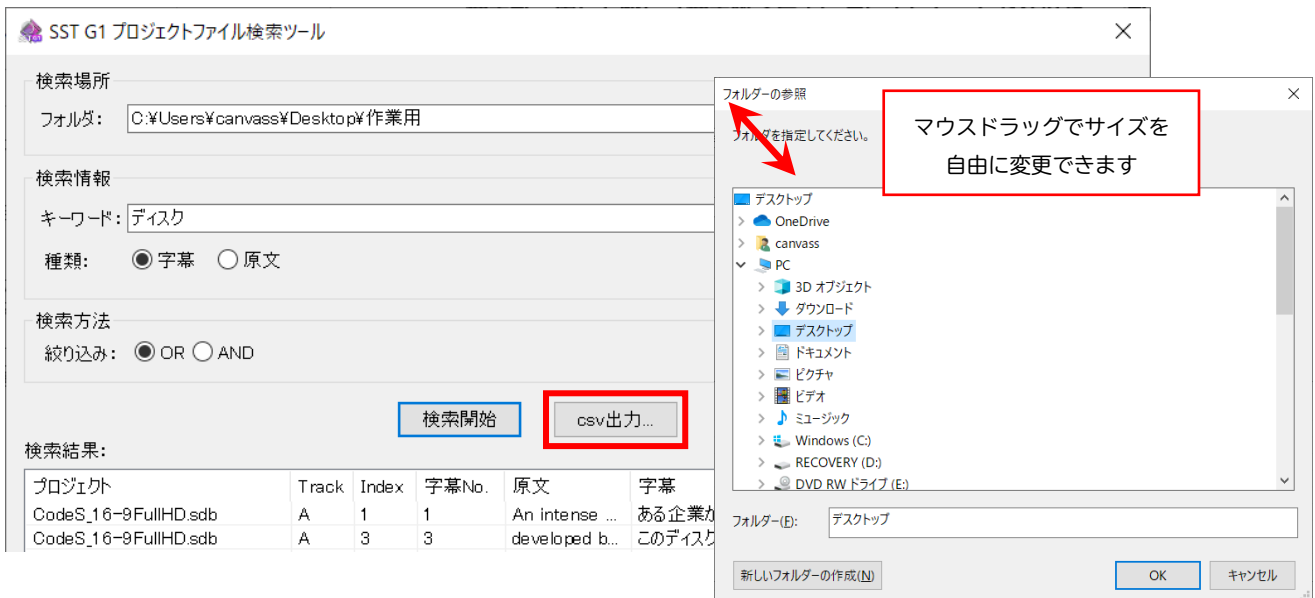 SST G1 プロジェクトファイル検索ツール
検索場所
フォルダ: C:¥Users¥canvass¥Desktop¥作業用
検索情報
キーワード: ディスク
種類: 字幕 原文
検索方法
絞り込み: OR AND
検索開始 csv出力...
検索結果:
プロジェクト Track Index 字幕No. 原文 字幕
CodeS_16-9FullHD.sdb A 1 1 An intense ... ある企業が
CodeS_16-9FullHD.sdb A 3 3 developed b... このディスク
フォルダーの参照
フォルダを指定してください。
マウスドラッグでサイズを
自由に変更できます
デスクトップ
OneDrive
canvass
PC
3D オブジェクト
ダウンロード
デスクトップ
ドキュメント
ピクチャ
ビデオ
ミュージック
Windows (C:)
RECOVERY (D:)
DVD RW ドライブ (E:)
フォルダー(F): デスクトップ
新しいフォルダーの作成(N) OK キャンセル